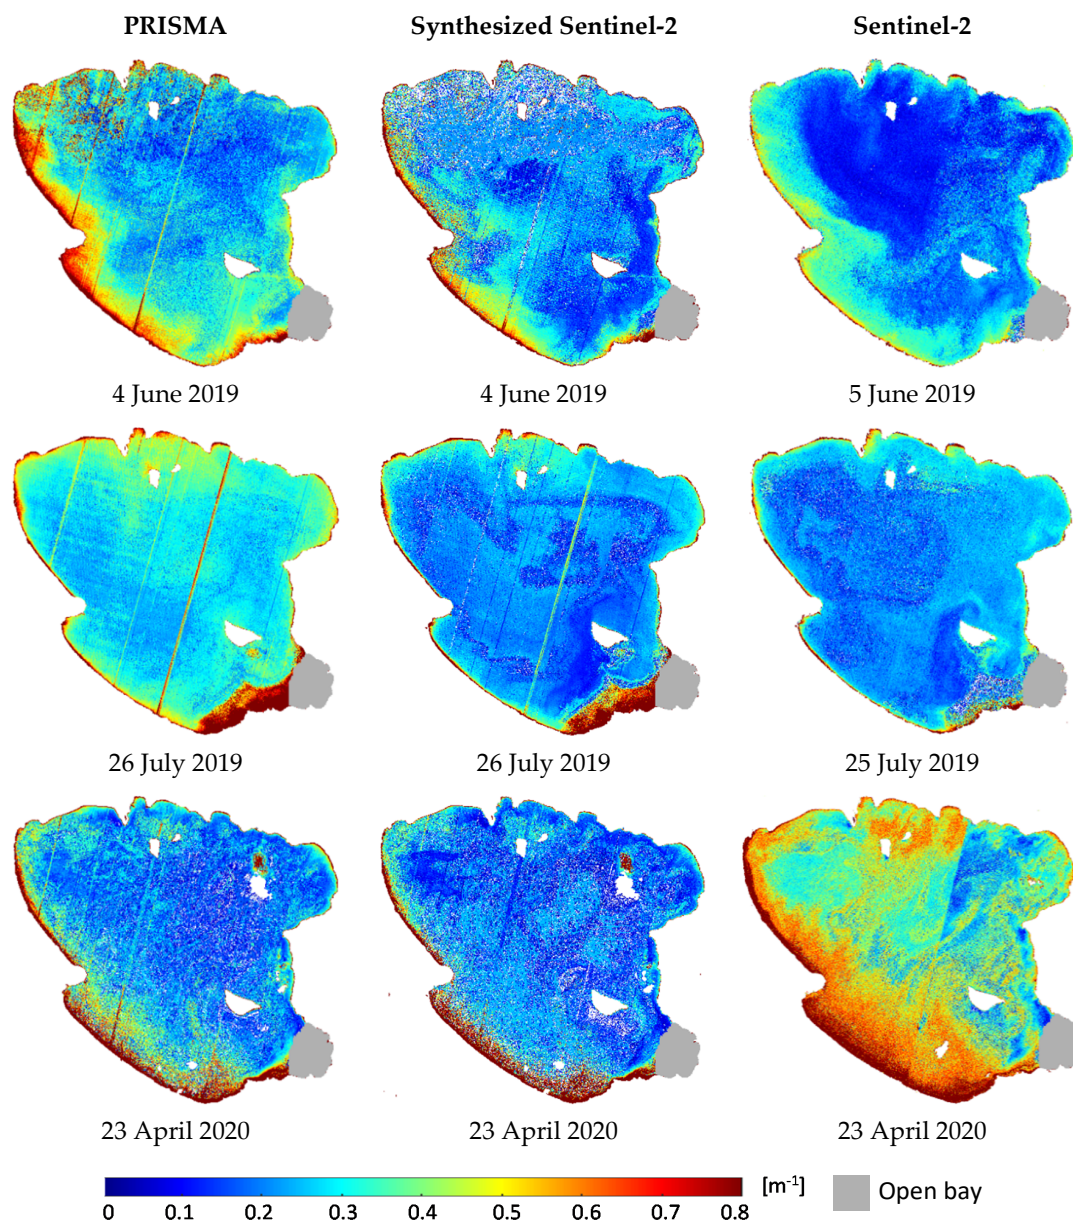 PRISMA Synthesized Sentinel-2 Sentinel-2
4 June 2019 4 June 2019 5 June 2019
26 July 2019 26 July 2019 25 July 2019
23 April 2020 23 April 2020 23 April 2020
[m⁻¹] Open bay
0 0.1 0.2 0.3 0.4 0.5 0.6 0.7 0.8